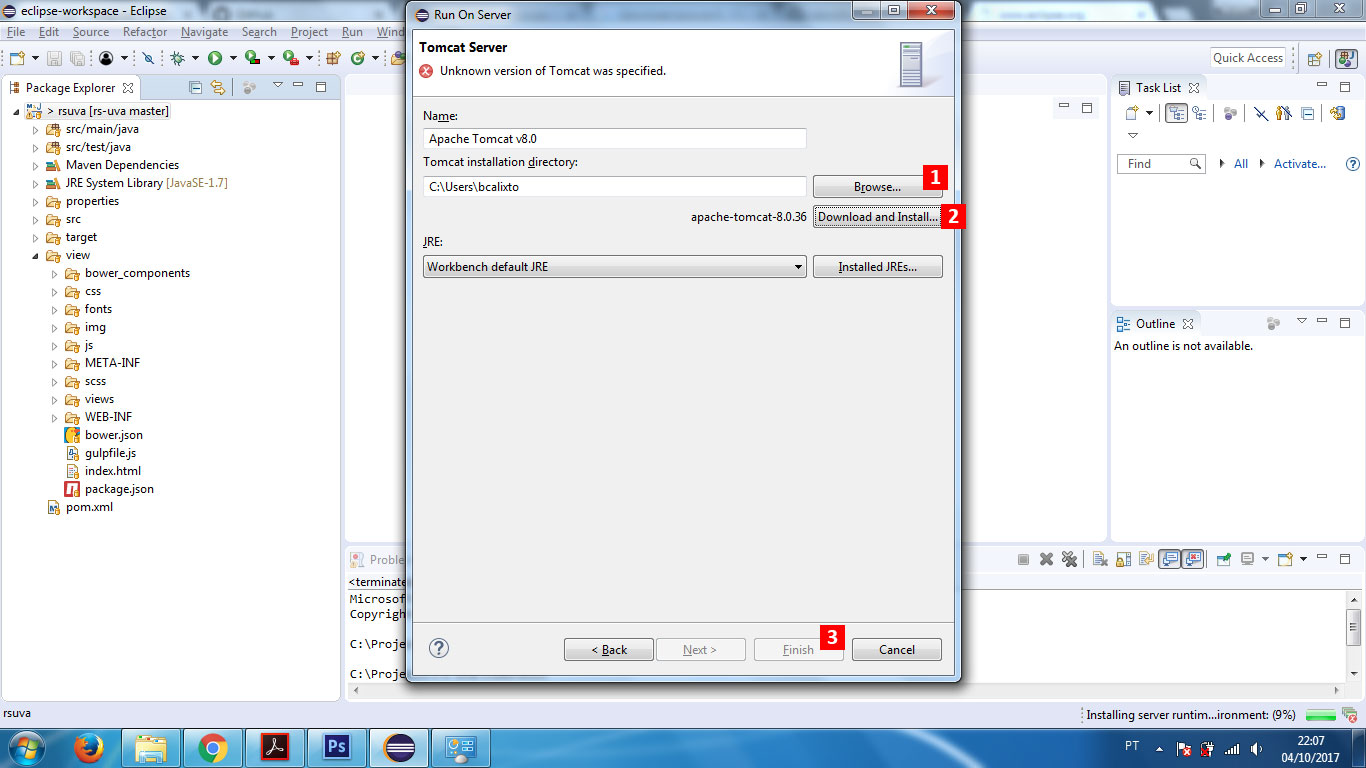 eclipse-workspace - Eclipse
File Edit Source Refactor Navigate Search Project Run
Quick Access
Package Explorer
> rsuva [rs-uva master]
src/main/java
src/test/java
Maven Dependencies
JRE System Library [JavaSE-1.7]
properties
src
target
view
bower_components
css
fonts
img
js
META-INF
scss
views
WEB-INF
bower.json
gulpfile.js
index.html
package.json
pom.xml
Run On Server
Tomcat Server
Unknown version of Tomcat was specified.
Name:
Apache Tomcat v8.0
Tomcat installation directory:
C:\Users\bcalixto
Browse...
1
apache-tomcat-8.0.36
Download and Install...
2
JRE:
Workbench default JRE
Installed JREs...
3
< Back
Next >
Finish
Cancel
Task List
Find
All
Activate...
Outline
An outline is not available.
Proble
<terminate
Microsof
Copyrigh
C:\Proje
C:\Proje
rsuva
Installing server runtim...ironment: (9%)
PT
22:07
04/10/2017